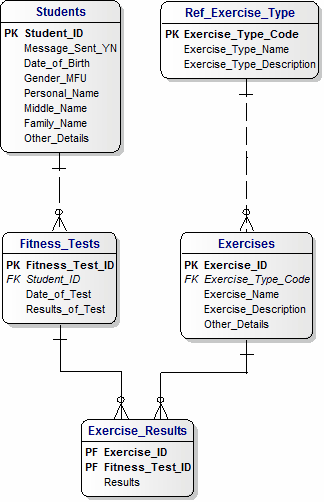 Students
PK Student_ID
Message_Sent_YN
Date_of_Birth
Gender_MFU
Personal_Name
Middle_Name
Family_Name
Other_Details
Ref_Exercise_Type
PK Exercise_Type_Code
Exercise_Type_Name
Exercise_Type_Description
Fitness_Tests
PK Fitness_Test_ID
FK Student_ID
Date_of_Test
Results_of_Test
Exercises
PK Exercise_ID
FK Exercise_Type_Code
Exercise_Name
Exercise_Description
Other_Details
Exercise_Results
PF Exercise_ID
PF Fitness_Test_ID
Results